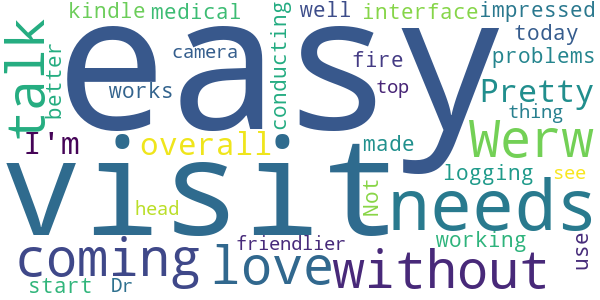 kindle medical
conducting
well
interface
impressed
talk
better
easy
camera
fire
today
works
top
problems
Pretty
thing
I'm
overall
made
Werw
logging
see
visit
needs
head
Not
friendlier
working
use
coming
love
without
start
Dr